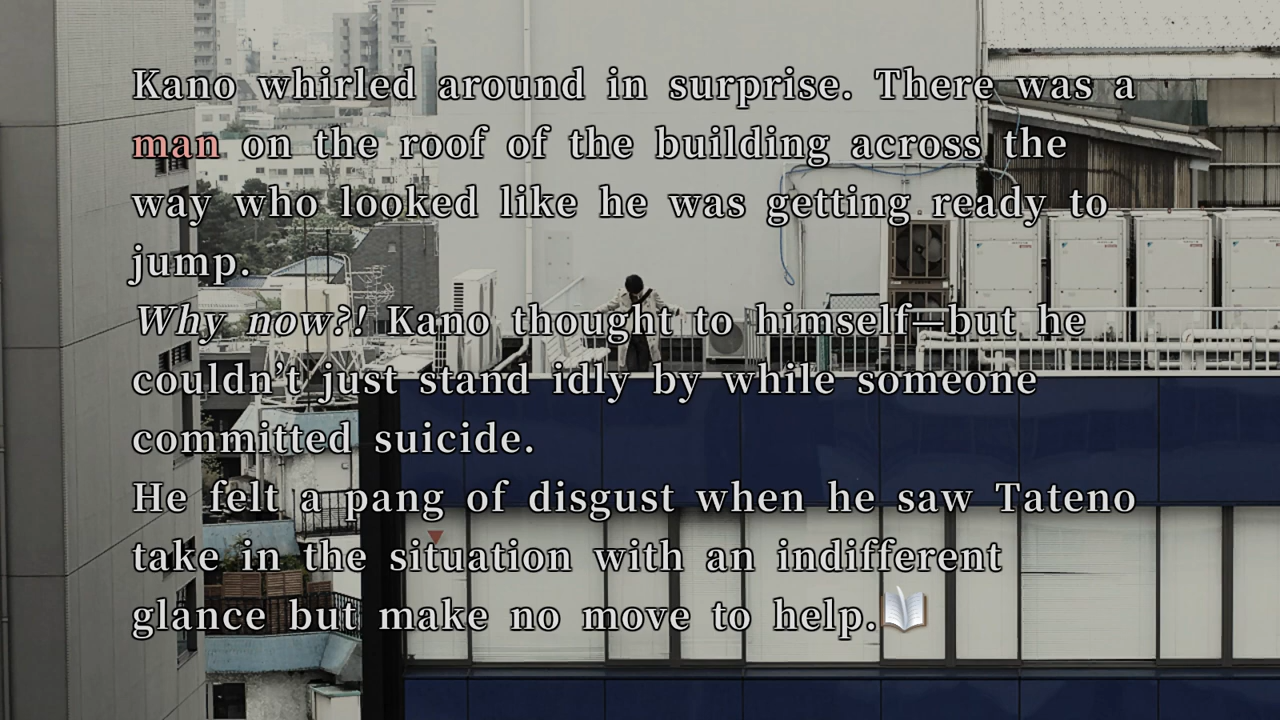 Kano whirled around in surprise. There was a
man on the roof of the building across the
way who looked like he was getting ready to
jump.
Why now?! Kano thought to himself—but he
couldn't just stand idly by while someone
committed suicide.
He felt a pang of disgust when he saw Tateno
take in the situation with an indifferent
glance but make no move to help.